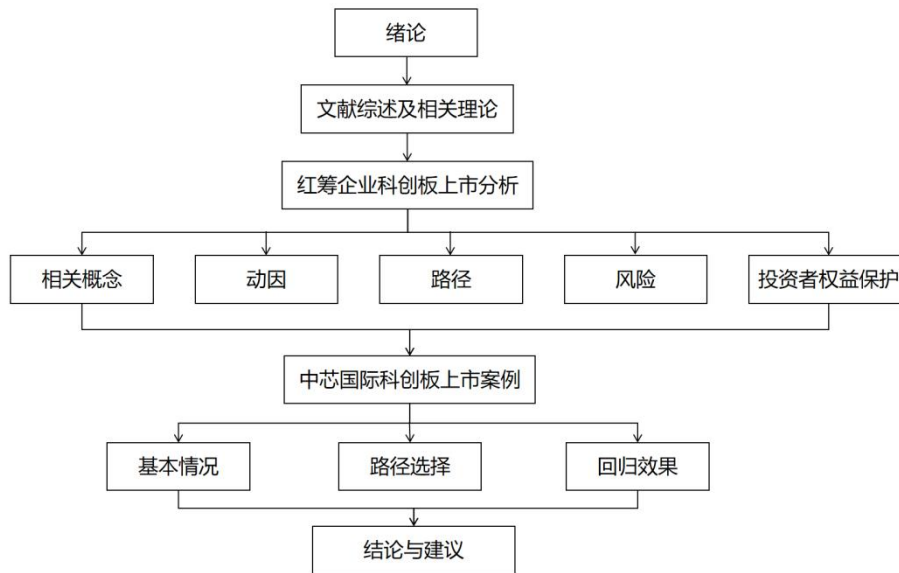 绪论
文献综述及相关理论
红筹企业科创板上市分析
相关概念
动因
路径
风险
投资者权益保护
中芯国际科创板上市案例
基本情况
路径选择
回归效果
结论与建议